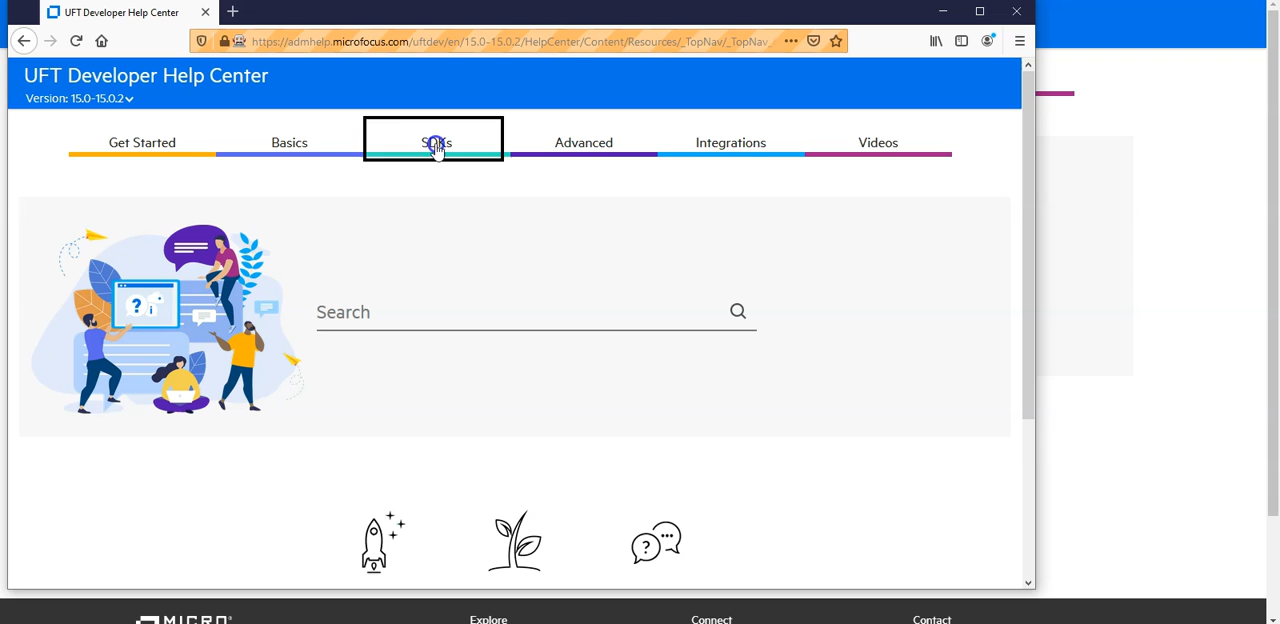 UFT Developer Help Center
https://admhelp.microfocus.com/uftdev/en/15.0-15.0.2/HelpCenter/Content/Resources/_TopNav/_TopNav_
UFT Developer Help Center
Version: 15.0-15.0.2
Get Started Basics SDKs Advanced Integrations Videos
Search
MICRO
Explore Connect Contact